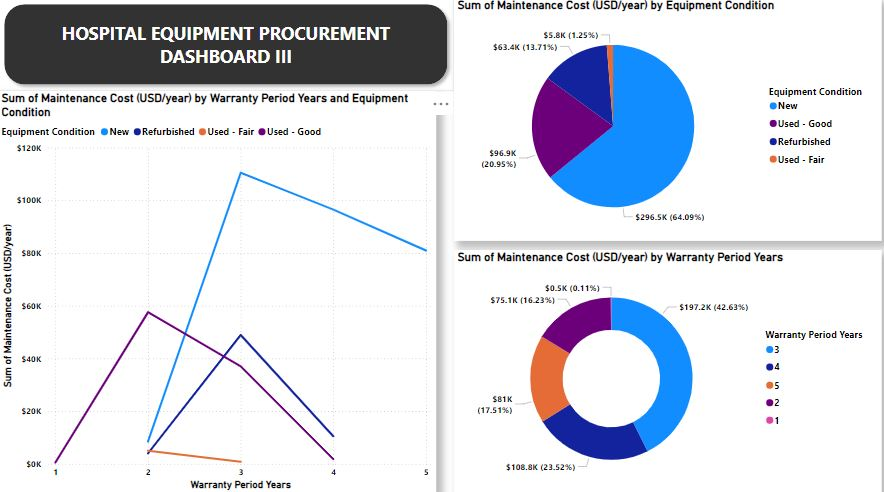 HOSPITAL EQUIPMENT PROCUREMENT
DASHBOARD III
Sum of Maintenance Cost (USD/year) by Warranty Period Years and Equipment
Condition
Equipment Condition New Refurbished Used - Fair Used - Good
$120K
$100K
$80K
$60K
$40K
$20K
$0K
Sum of Maintenance Cost (USD/year)
1 2 3 4 5
Warranty Period Years
Sum of Maintenance Cost (USD/year) by Equipment Condition
$5.8K (1.25%)
$63.4K (13.71%)
$96.9K
(20.95%)
$296.5K (64.09%)
Equipment Condition
New
Used - Good
Refurbished
Used - Fair
Sum of Maintenance Cost (USD/year) by Warranty Period Years
$0.5K (0.11%)
$75.1K (16.23%)
$197.2K (42.63%)
$81K
(17.51%)
$108.8K (23.52%)
Warranty Period Years
3
4
5
2
1